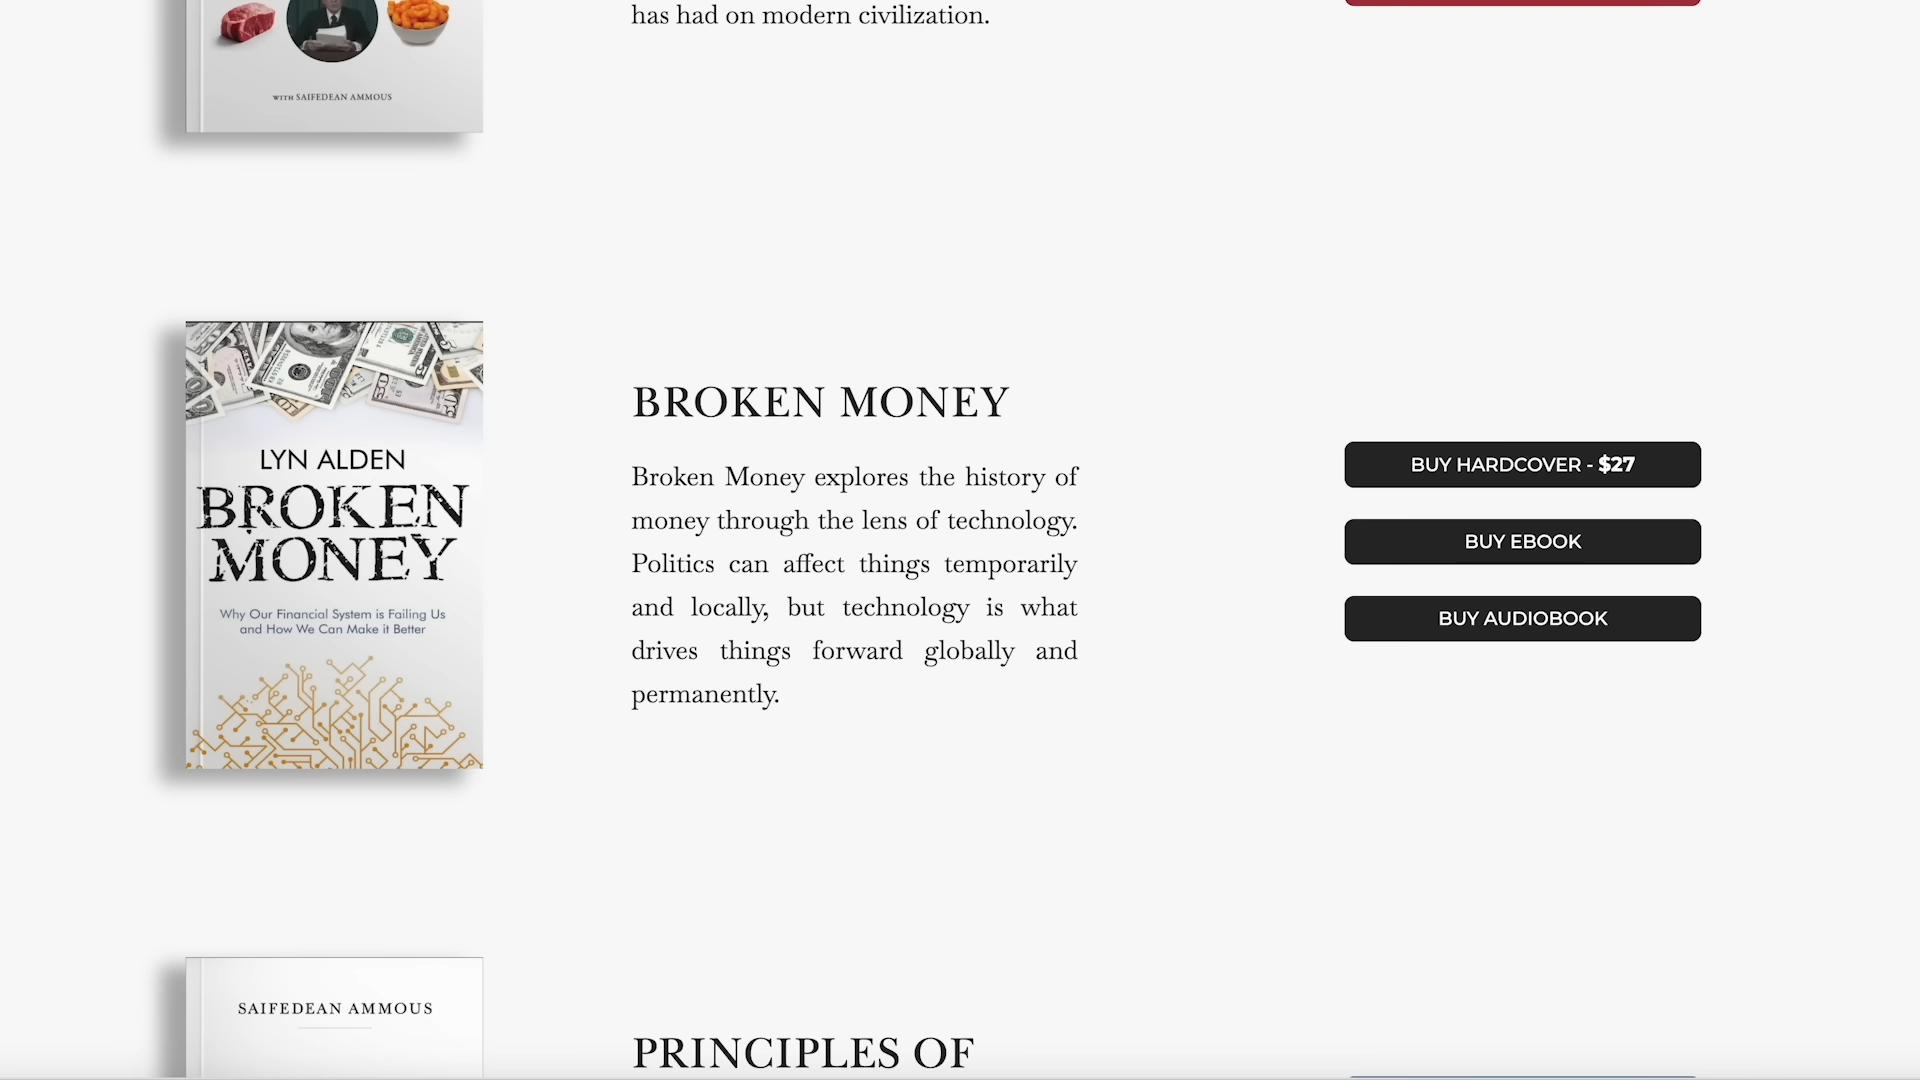 has had on modern civilization.
WITH SAIFEDEAN AMMOUS
LYN ALDEN
BROKEN
MONEY
Why Our Financial System is Failing Us
and How We Can Make it Better
BROKEN MONEY
Broken Money explores the history of
money through the lens of technology.
Politics can affect things temporarily
and locally, but technology is what
drives things forward globally and
permanently.
BUY HARDCOVER - $27
BUY EBOOK
BUY AUDIOBOOK
SAIFEDEAN AMMOUS
PRINCIPLES OF